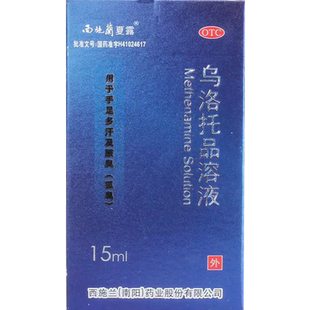 西施兰夏露
批准文号:国药准字H41024617
OTC
乌洛托品溶液
Methenamine Solution
用于手足多汗及腋臭(狐臭)
15ml
外
西施兰(南阳)药业股份有限公司